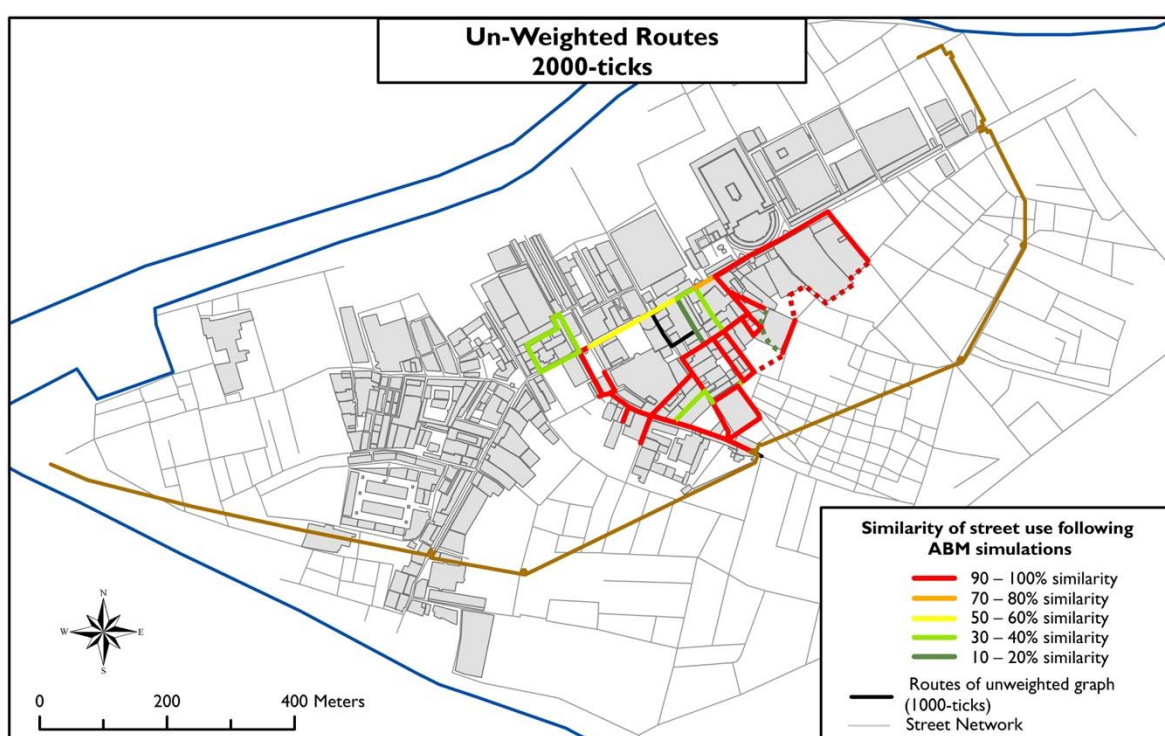 Un-Weighted Routes
2000-ticks
Similarity of street use following
ABM simulations
90 – 100% similarity
70 – 80% similarity
50 – 60% similarity
30 – 40% similarity
10 – 20% similarity
Routes of unweighted graph
(1000-ticks)
Street Network
N
W E
S
0 200 400 Meters